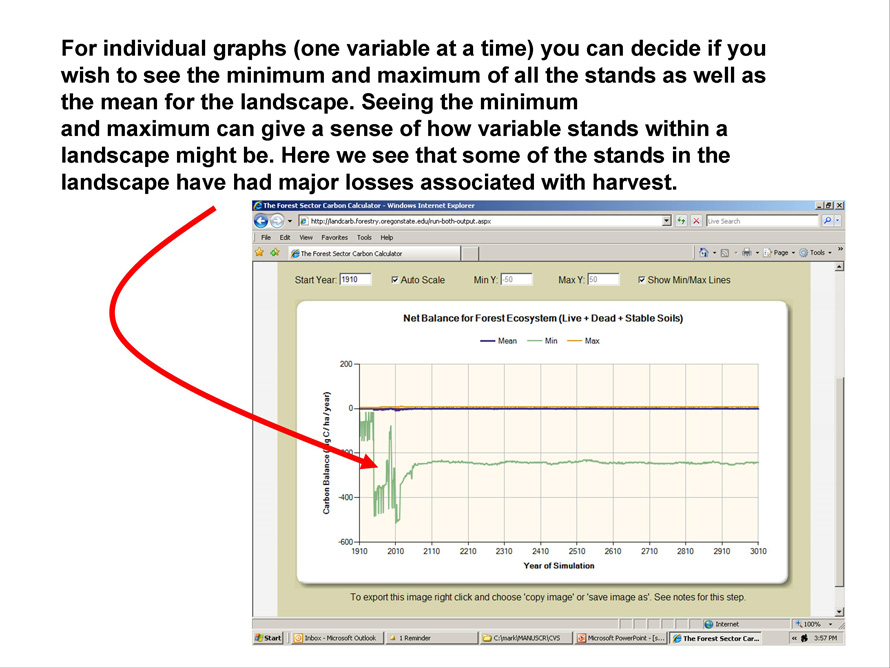 For individual graphs (one variable at a time) you can decide if you
wish to see the minimum and maximum of all the stands as well as
the mean for the landscape. Seeing the minimum
and maximum can give a sense of how variable stands within a
landscape might be. Here we see that some of the stands in the
landscape have had major losses associated with harvest.
The Forest Sector Carbon Calculator - Windows Internet Explorer
http://landcarb.forestry.oregonstate.edu/run-both-output.aspx
Live Search
File Edit View Favorites Tools Help
The Forest Sector Carbon Calculator
Page Tools
Start Year: 1910 Auto Scale Min Y: -50 Max Y: 50 Show Min/Max Lines
Net Balance for Forest Ecosystem (Live + Dead + Stable Soils)
Mean Min Max
Carbon Balance C / ha / year)
200
0
-400
-600
1910 2010 2110 2210 2310 2410 2510 2610 2710 2810 2910 3010
Year of Simulation
To export this image right click and choose 'copy image' or 'save image as'. See notes for this step.
Internet 100%
Start Inbox - Microsoft Outlook 1 Reminder C:\mark\MANUSCRI\CVS Microsoft PowerPoint - [s... The Forest Sector Car... 3:57 PM